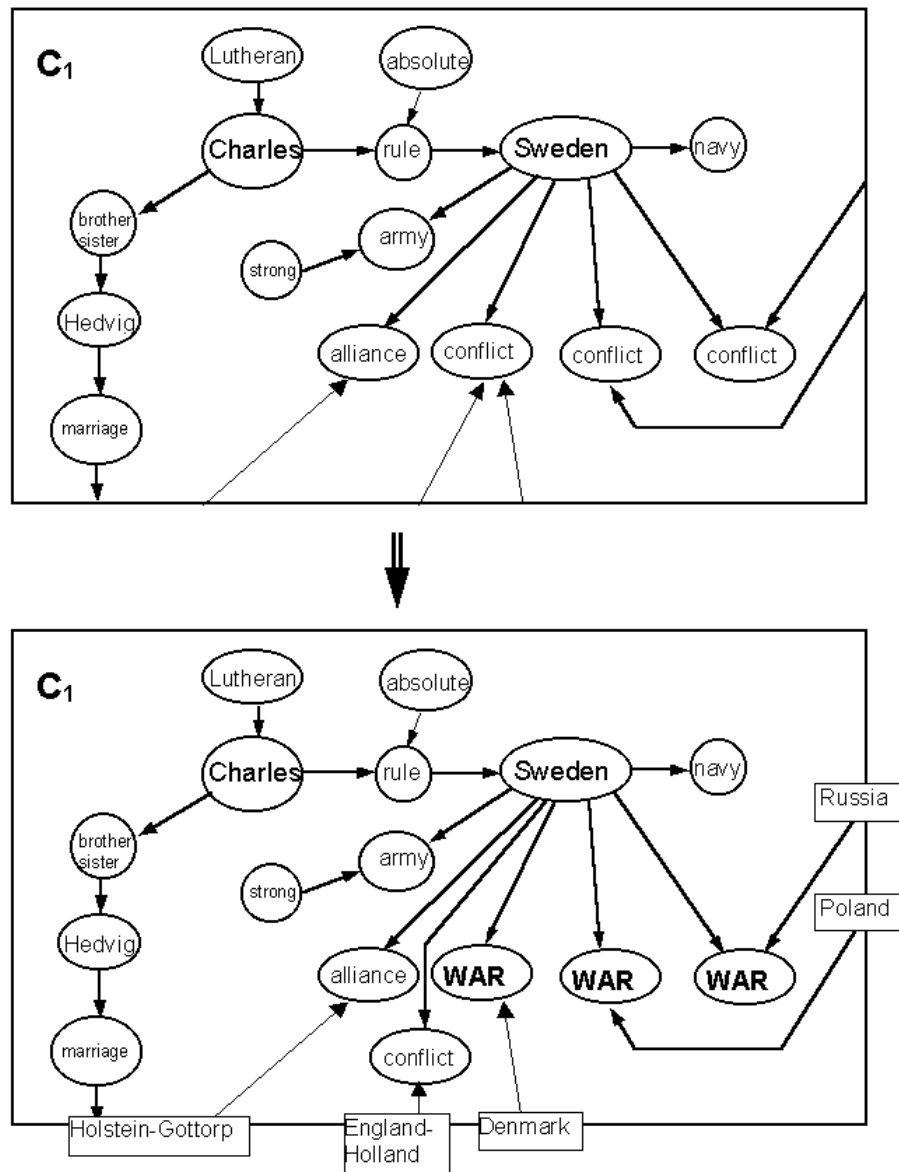 C1
Lutheran
absolute
Charles
rule
Sweden
navy
brother
sister
army
strong
Hedvig
alliance
conflict
conflict
conflict
marriage
C1
Lutheran
absolute
Charles
rule
Sweden
navy
Russia
brother
sister
army
strong
Poland
Hedvig
alliance
WAR
WAR
WAR
marriage
conflict
Holstein-Gottorp
England-
Holland
Denmark